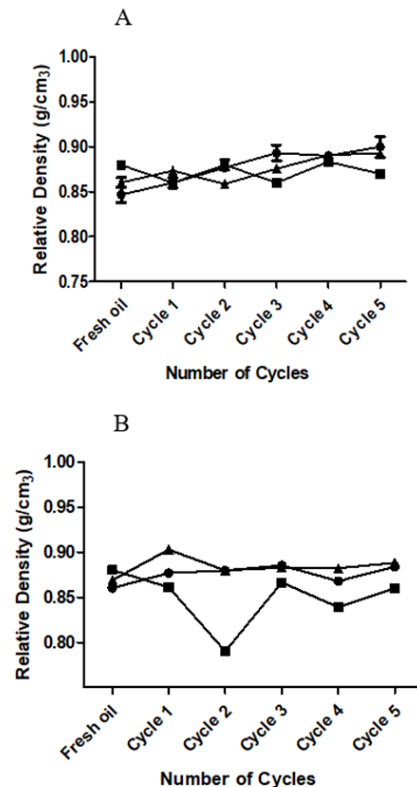 A
Relative Density (g/cm3)
1.00
0.95
0.90
0.85
0.80
0.75
Fresh oil
Cycle 1
Cycle 2
Cycle 3
Cycle 4
Cycle 5
Number of Cycles
B
Relative Density (g/cm3)
1.00
0.95
0.90
0.85
0.80
Fresh oil
Cycle 1
Cycle 2
Cycle 3
Cycle 4
Cycle 5
Number of Cycles